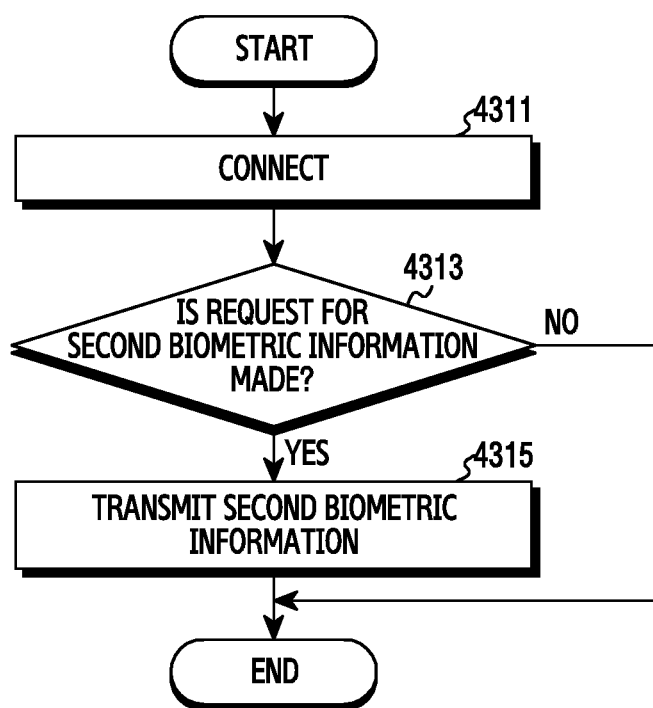 START
4311
CONNECT
4313
IS REQUEST FOR
SECOND BIOMETRIC INFORMATION
MADE?
NO
YES
4315
TRANSMIT SECOND BIOMETRIC
INFORMATION
END